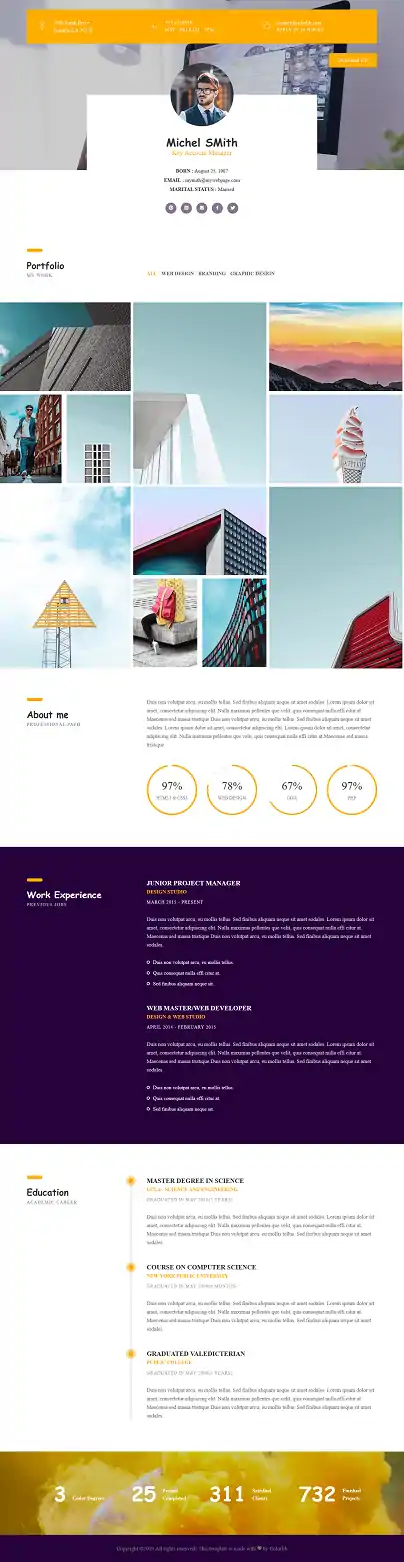 Michel SMith
Key Account Manager
BORN : August 25, 1987
EMAIL : mymith@mywebpage.com
MARITAL STATUS : Married
Portfolio
MY WORK
ALL WEB DESIGN BRANDING GRAPHIC DESIGN
About me
PROFESSIONAL PATH
Duis non volutpat arcu, eu mollis tellus. Sed finibus aliquam neque sit amet sodales. Lorem ipsum dolor sit
amet, consectetur adipiscing elit. Nulla maximus pellentes que velit, quis consequat nulla effi citur at.
Maecenas sed massa tristique. Duis non volutpat arcu, eu mollis tellus. Sed finibus aliquam neque sit amet
sodales. Lorem ipsum dolor sit amet, consectetur adipiscing elit. Nulla maximus pellentes
que velit, quis consequat nulla effi citur at. Maecenas sed massa
tristique.
97% 78% 67% 97%
HTML5 & CSS3 WEB DESIGN PHP
Work Experience
PREVIOUS JOBS
JUNIOR PROJECT MANAGER
DESIGN STUDIO
MARCH 2015 - PRESENT
Duis non volutpat arcu, eu mollis tellus. Sed finibus aliquam neque sit amet sodales. Lorem ipsum dolor sit
amet, consectetur adipiscing elit. Nulla maximus pellentes que velit, quis consequat nulla effi citur at.
Maecenas sed massa tristique. Duis non volutpat arcu, eu mollis tellus. Sed finibus aliquam neque sit amet
sodales.
Duis non volutpat arcu, eu mollis tellus.
Quis consequat nulla effi citur at.
Sed finibus aliquam neque sit.
WEB MASTER/WEB DEVELOPER
DESIGN & WEB STUDIO
APRIL 2014 - FEBRUARY 2015
Duis non volutpat arcu, eu mollis tellus. Sed finibus aliquam neque sit amet sodales. Lorem ipsum dolor sit
amet, consectetur adipiscing elit. Nulla maximus pellentes que velit, quis consequat nulla effi citur at.
Maecenas sed massa tristique. Duis non volutpat arcu, eu mollis tellus. Sed finibus aliquam neque sit amet
sodales.
Duis non volutpat arcu, eu mollis tellus.
Quis consequat nulla effi citur at.
Sed finibus aliquam neque sit.
Education
ACADEMIC CAREER
MASTER DEGREE IN SCIENCE
SCIENCE AND ENGINEERING
GRADUATED IN MAY
Duis non volutpat arcu, eu mollis tellus. Sed finibus aliquam neque sit amet sodales. Lorem ipsum dolor sit
amet, consectetur adipiscing elit. Nulla maximus pellentes que velit, quis consequat nulla effi citur at.
Maecenas sed massa tristique. Duis non volutpat arcu, eu mollis tellus. Sed finibus aliquam neque sit amet
sodales.
COURSE ON COMPUTER SCIENCE
NEW YORK PUBLIC UNIVERSITY
GRADUATED IN MAY
Duis non volutpat arcu, eu mollis tellus. Sed finibus aliquam neque sit amet sodales. Lorem ipsum dolor sit
amet, consectetur adipiscing elit. Nulla maximus pellentes que velit, quis consequat nulla effi citur at.
Maecenas sed massa tristique. Duis non volutpat arcu, eu mollis tellus. Sed finibus aliquam neque sit amet
sodales.
GRADUATED VALEDICTERIAN
PUBLIC COLLEGE
GRADUATED IN MAY
Duis non volutpat arcu, eu mollis tellus. Sed finibus aliquam neque sit amet sodales. Lorem ipsum dolor sit
amet, consectetur adipiscing elit. Nulla maximus pellentes que velit, quis consequat nulla effi citur at.
Maecenas sed massa tristique. Duis non volutpat arcu, eu mollis tellus. Sed finibus aliquam neque sit amet
sodales.
3 25 Projects Completed 311 Satisfied Clients 732 Finished Projects
Copyright ©2019 All rights reserved | This template is made with ♥ by Colorlib